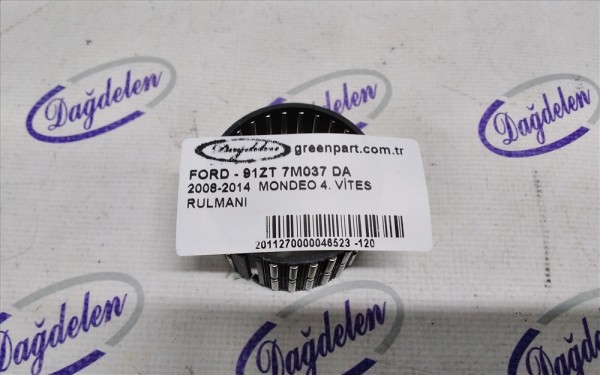 Dağdelen
Dağdelen
Dağdelen
Dağdelen greenpart.com.tr
FORD - 91ZT 7M037 DA
2008-2014 MONDEO 4. VİTES
RULMANI
2011270000046523 -120
Dağdelen
Dağdelen